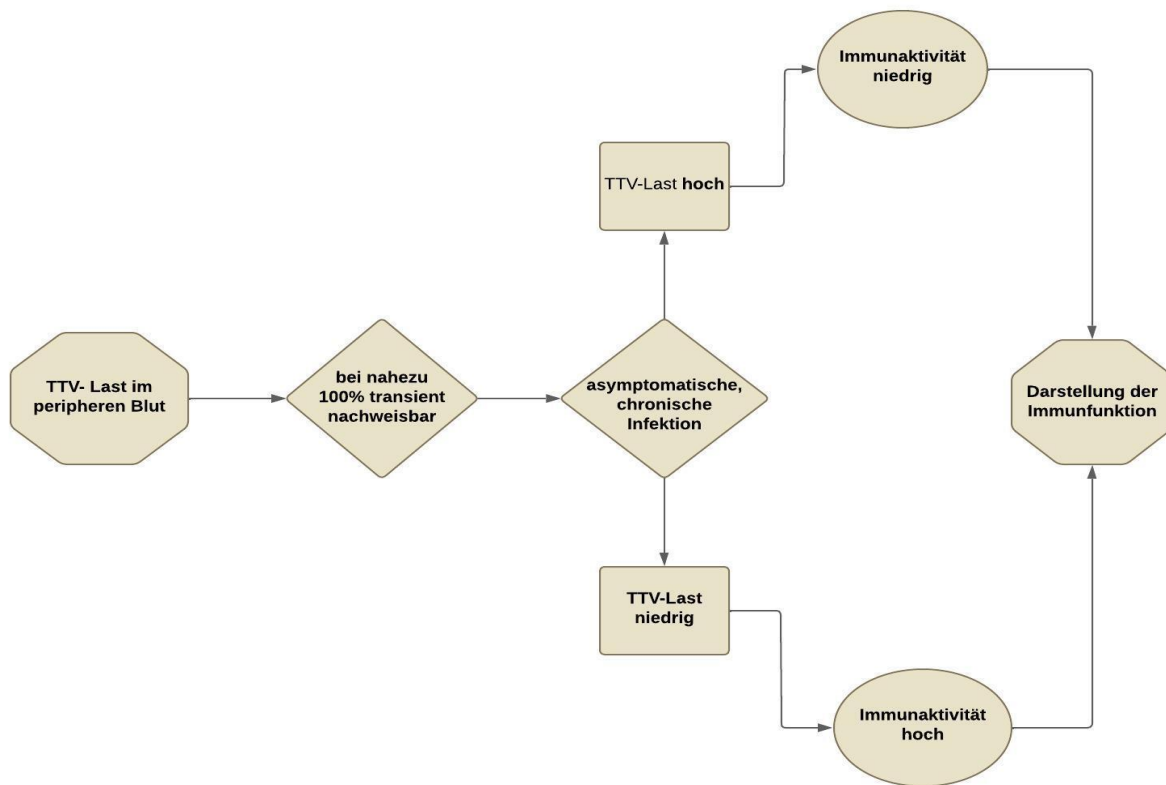 TTV- Last im
peripheren Blut
bei nahezu
100% transient
nachweisbar
asymptomatische,
chronische
Infektion
TTV-Last hoch
Immunaktivität
niedrig
TTV-Last
niedrig
Immunaktivität
hoch
Darstellung der
Immunfunktion